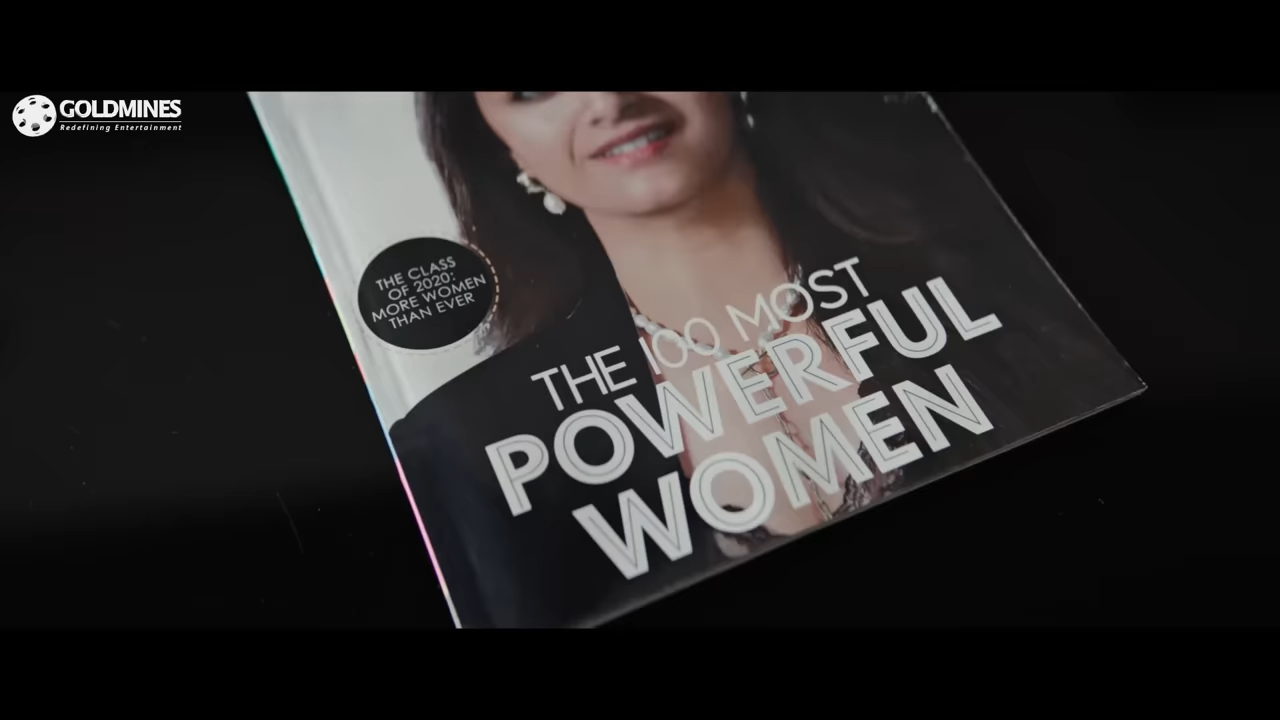 GOLDMINES
Redefining Entertainment
THE CLASS
OF 2020:
MORE WOMEN
THAN EVER
THE 100 MOST
POWERFUL
WOMEN